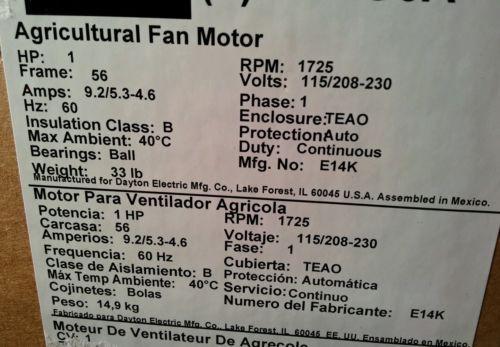 Agricultural Fan Motor
HP: 1 RPM: 1725
Frame: 56 Volts: 115/208-230
Amps: 9.2/5.3-4.6 Phase: 1
Hz: 60 Enclosure:TEAO
Insulation Class: B Protection:Auto
Max Ambient: 40°C Duty: Continuous
Bearings: Ball Mfg. No: E14K
Weight: 33 lb
Manufactured for Dayton Electric Mfg. Co., Lake Forest, IL 60045 U.S.A. Assembled in Mexico.
Motor Para Ventilador Agricola
Potencia: 1 HP RPM: 1725
Carcasa: 56 Voltaje: 115/208-230
Amperios: 9.2/5.3-4.6 Fase: 1
Frequencia: 60 Hz Cubierta: TEAO
Clase de Aislamiento: B Protección: Automática
Máx Temp Ambiente: 40°C Servicio:Continuo
Cojinetes: Bolas Numero del Fabricante: E14K
Peso: 14,9 kg
Fabricado para Dayton Electric Mfg. Co., Lake Forest, IL 60045 EE. UU. Ensamblado en Mexico.
Moteur De Ventilateur De Agrecole
CV: 1